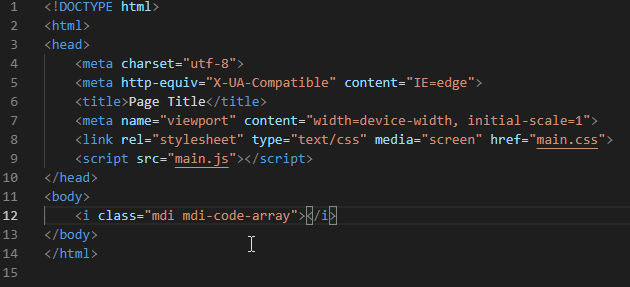 1 <!DOCTYPE html>
2 <html>
3 <head>
4     <meta charset="utf-8">
5     <meta http-equiv="X-UA-Compatible" content="IE=edge">
6     <title>Page Title</title>
7     <meta name="viewport" content="width=device-width, initial-scale=1">
8     <link rel="stylesheet" type="text/css" media="screen" href="main.css">
9     <script src="main.js"></script>
10 </head>
11 <body>
12     <i class="mdi mdi-code-array"></i>
13 </body>
14 </html>
15